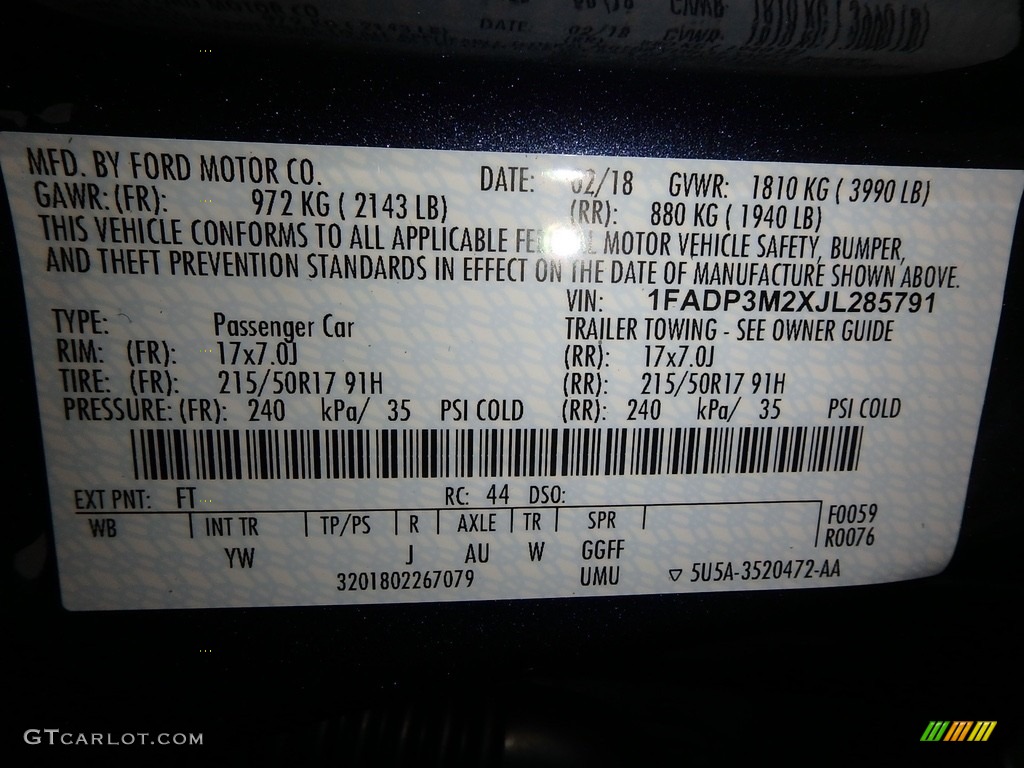 MFD. BY FORD MOTOR CO. DATE: 02/18 GVWR: 1810 KG ( 3990 LB)
GAWR: (FR): 972 KG ( 2143 LB) (RR): 880 KG ( 1940 LB)
THIS VEHICLE CONFORMS TO ALL APPLICABLE FEDERAL MOTOR VEHICLE SAFETY, BUMPER,
AND THEFT PREVENTION STANDARDS IN EFFECT ON THE DATE OF MANUFACTURE SHOWN ABOVE.
VIN: 1FADP3M2XJL285791
TYPE: Passenger Car TRAILER TOWING - SEE OWNER GUIDE
RIM: (FR): 17x7.0J (RR): 17x7.0J
TIRE: (FR): 215/50R17 91H (RR): 215/50R17 91H
PRESSURE: (FR): 240 kPa/ 35 PSI COLD (RR): 240 kPa/ 35 PSI COLD
EXT PNT: FT RC: 44 DSO:
WB INT TR TP/PS R AXLE TR SPR F0059
R0076
YW J AU W GGFF
3201802267079 UMU 5U5A-3520472-AA
GTCARLOT.COM